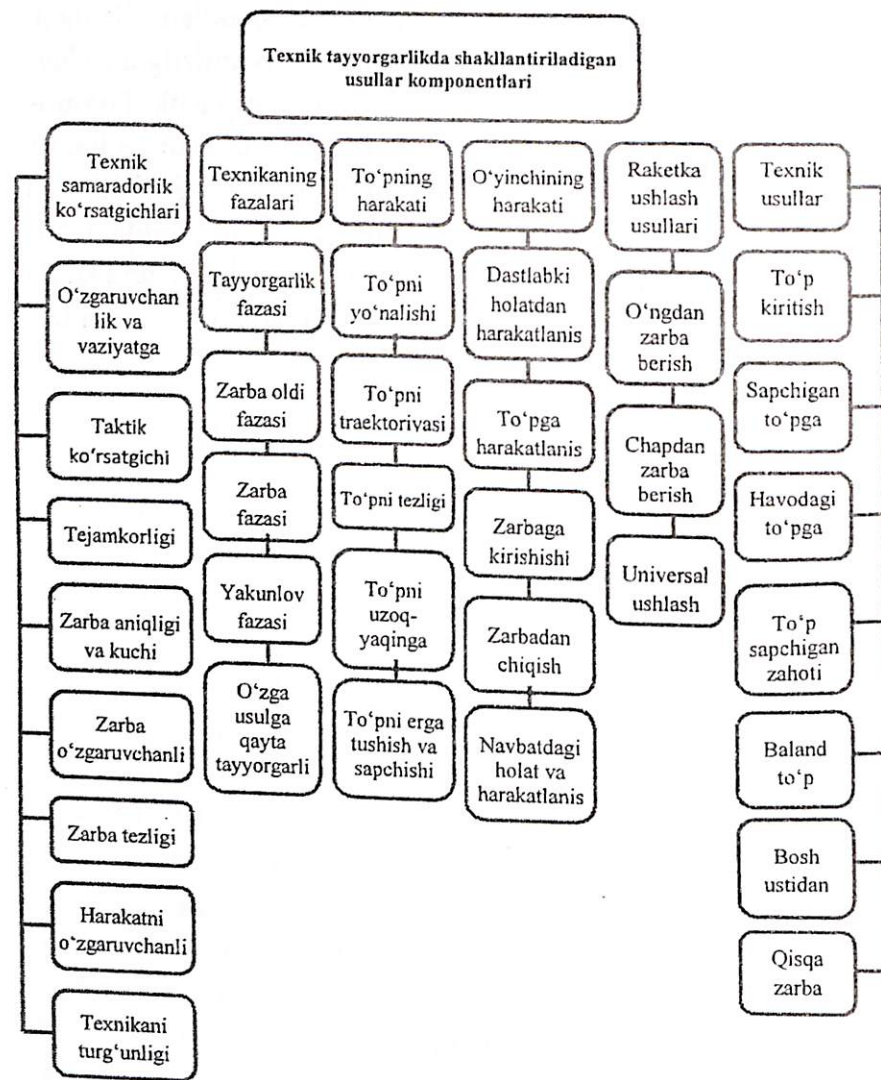 Texnik tayyorgarlikda shakllantiriladigan
usullar komponentlari
Texnik
samaradorlik
ko‘rsatgichlari
O‘zgaruvchan
lik va
vaziyatga
Taktik
ko‘rsatgichi
Tejamkorligi
Zarba aniqligi
va kuchi
Zarba
o‘zgaruvchanli
Zarba tezligi
Harakatni
o‘zgaruvchanli
Texnikani
turg‘unligi
Texnikaning
fazalari
Tayyorgarlik
fazasi
Zarba oldi
fazasi
Zarba
fazasi
Yakunlov
fazasi
O‘zga
usulga
qayta
tayyorgarli
To‘pning
harakati
To‘pni
yo‘nalishi
To‘pni
traektoriyasi
To‘pni tezligi
To‘pni
uzoq-
yaqinga
To‘pni erga
tushish va
sapchishi
O‘yinchining
harakati
Dastlabki
holatdan
harakatlanis
To‘pga
harakatlanis
Zarbaga
kirishishi
Zarbadan
chiqish
Navbatdagi
holat va
harakatlanis
Raketka
ushlash
usullari
O‘ngdan
zarba
berish
Chapdan
zarba
berish
Universal
ushlash
Texnik
usullar
To‘p
kiritish
Sapchigan
to‘pga
Havodagi
to‘pga
To‘p
sapchigan
zahoti
Baland
to‘p
Bosh
ustidan
Qisqa
zarba